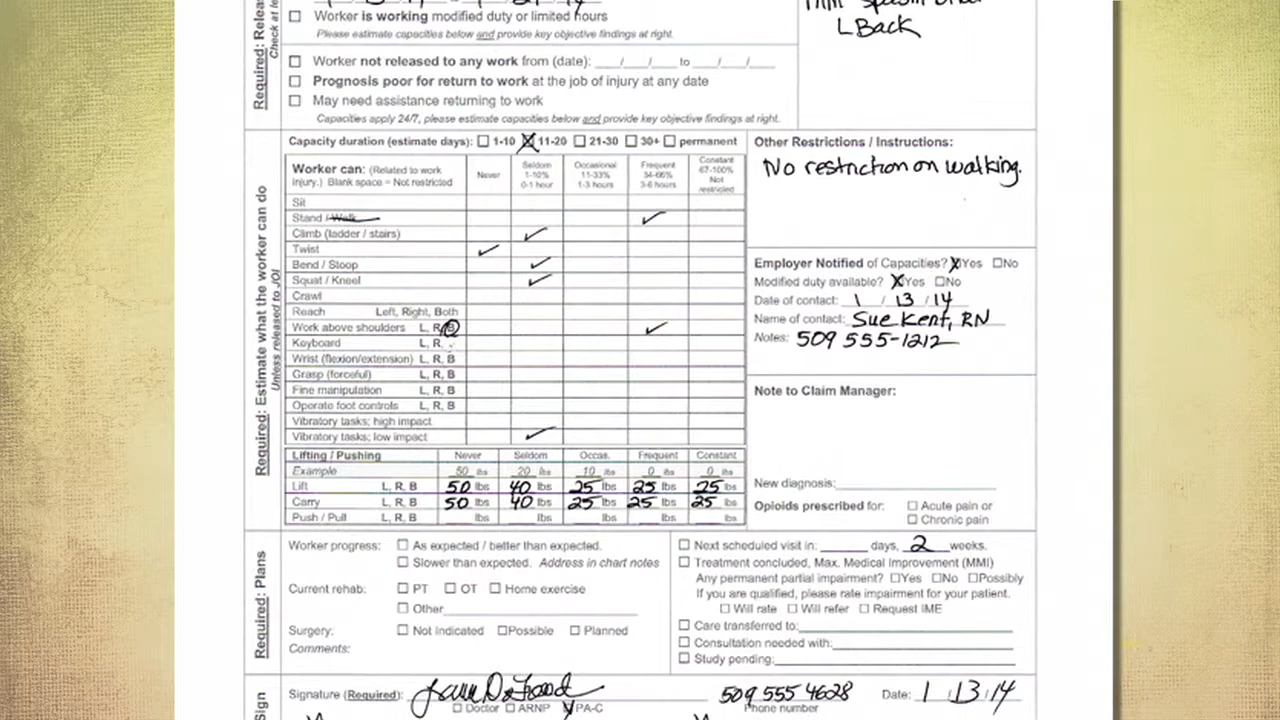 Required: Relea
Check at le
☐ Worker is working modified duty or limited hours
Please estimate capacities below and provide key objective findings at right.
L Back
☐ Worker not released to any work from (date): ___/___/___ to ___/___/___
☐ Prognosis poor for return to work at the job of injury at any date
☐ May need assistance returning to work
Capacities apply 24/7, please estimate capacities below and provide key objective findings at right.
Required: Estimate what the worker can do
Unless released to JOI
Capacity duration (estimate days): ☐ 1-10 ☒ 11-20 ☐ 21-30 ☐ 30+ ☐ permanent
Worker can: (Related to work injury.) Blank space = Not restricted
Never
Seldom 1-10% 0-1 hour
Occasional 11-33% 1-3 hours
Frequent 34-66% 3-6 hours
Constant 67-100% Not restricted
Sit
Stand / Walk ✓
Climb (ladder / stairs) ✓
Twist ✓
Bend / Stoop ✓
Squat / Kneel ✓
Crawl
Reach Left, Right, Both
Work above shoulders L, R, B ✓
Keyboard L, R,
Wrist (flexion/extension) L, R, B
Grasp (forceful) L, R, B
Fine manipulation L, R, B
Operate foot controls L, R, B
Vibratory tasks; high impact
Vibratory tasks; low impact ✓
Lifting / Pushing Never Seldom Occas. Frequent Constant
Example 50 lbs 20 lbs 10 lbs 0 lbs 0 lbs
Lift L, R, B 50 lbs 40 lbs 25 lbs 25 lbs 25 lbs
Carry L, R, B 50 lbs 40 lbs 25 lbs 25 lbs 25 lbs
Push / Pull L, R, B lbs lbs lbs lbs lbs
Other Restrictions / Instructions:
No restriction on walking.
Employer Notified of Capacities? ☒Yes ☐No
Modified duty available? ☒Yes ☐No
Date of contact: 1 / 13 / 14
Name of contact: Sue Kent, RN
Notes: 509 555-1212
Note to Claim Manager:
New diagnosis:
Opioids prescribed for: ☐ Acute pain or
☐ Chronic pain
Required: Plans
Worker progress: ☐ As expected / better than expected.
☐ Slower than expected. Address in chart notes
Current rehab: ☐ PT ☐ OT ☐ Home exercise
☐ Other
Surgery: ☐ Not Indicated ☐Possible ☐ Planned
Comments:
☐ Next scheduled visit in: ___ days, 2 weeks.
☐ Treatment concluded, Max. Medical Improvement (MMI)
Any permanent partial impairment? ☐Yes ☐No ☐Possibly
If you are qualified, please rate impairment for your patient.
☐ Will rate ☐ Will refer ☐ Request IME
☐ Care transferred to:
☐ Consultation needed with:
☐ Study pending:
Sign
Signature (Required): 509 555 4628 Date: 1 / 13 / 14
☐ Doctor ☐ ARNP ☑ PA-C Phone number